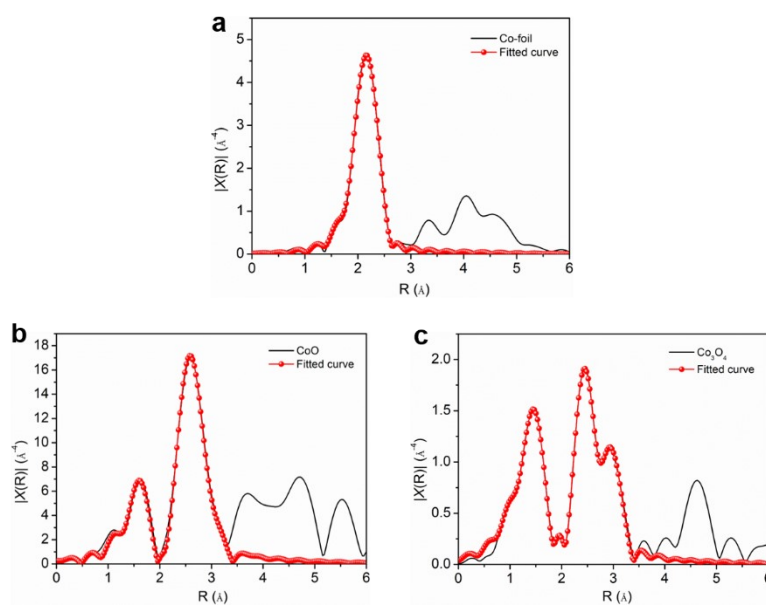 a
Co-foil
Fitted curve
5
4
3
2
1
0
|X(R)| (Å⁻⁴)
0 1 2 3 4 5 6
R (Å)
b
CoO
Fitted curve
18
16
14
12
10
8
6
4
2
0
|X(R)| (Å⁻⁴)
0 1 2 3 4 5 6
R (Å)
c
Co₃O₄
Fitted curve
2.0
1.5
1.0
0.5
0.0
|X(R)| (Å⁻⁴)
0 1 2 3 4 5 6
R (Å)